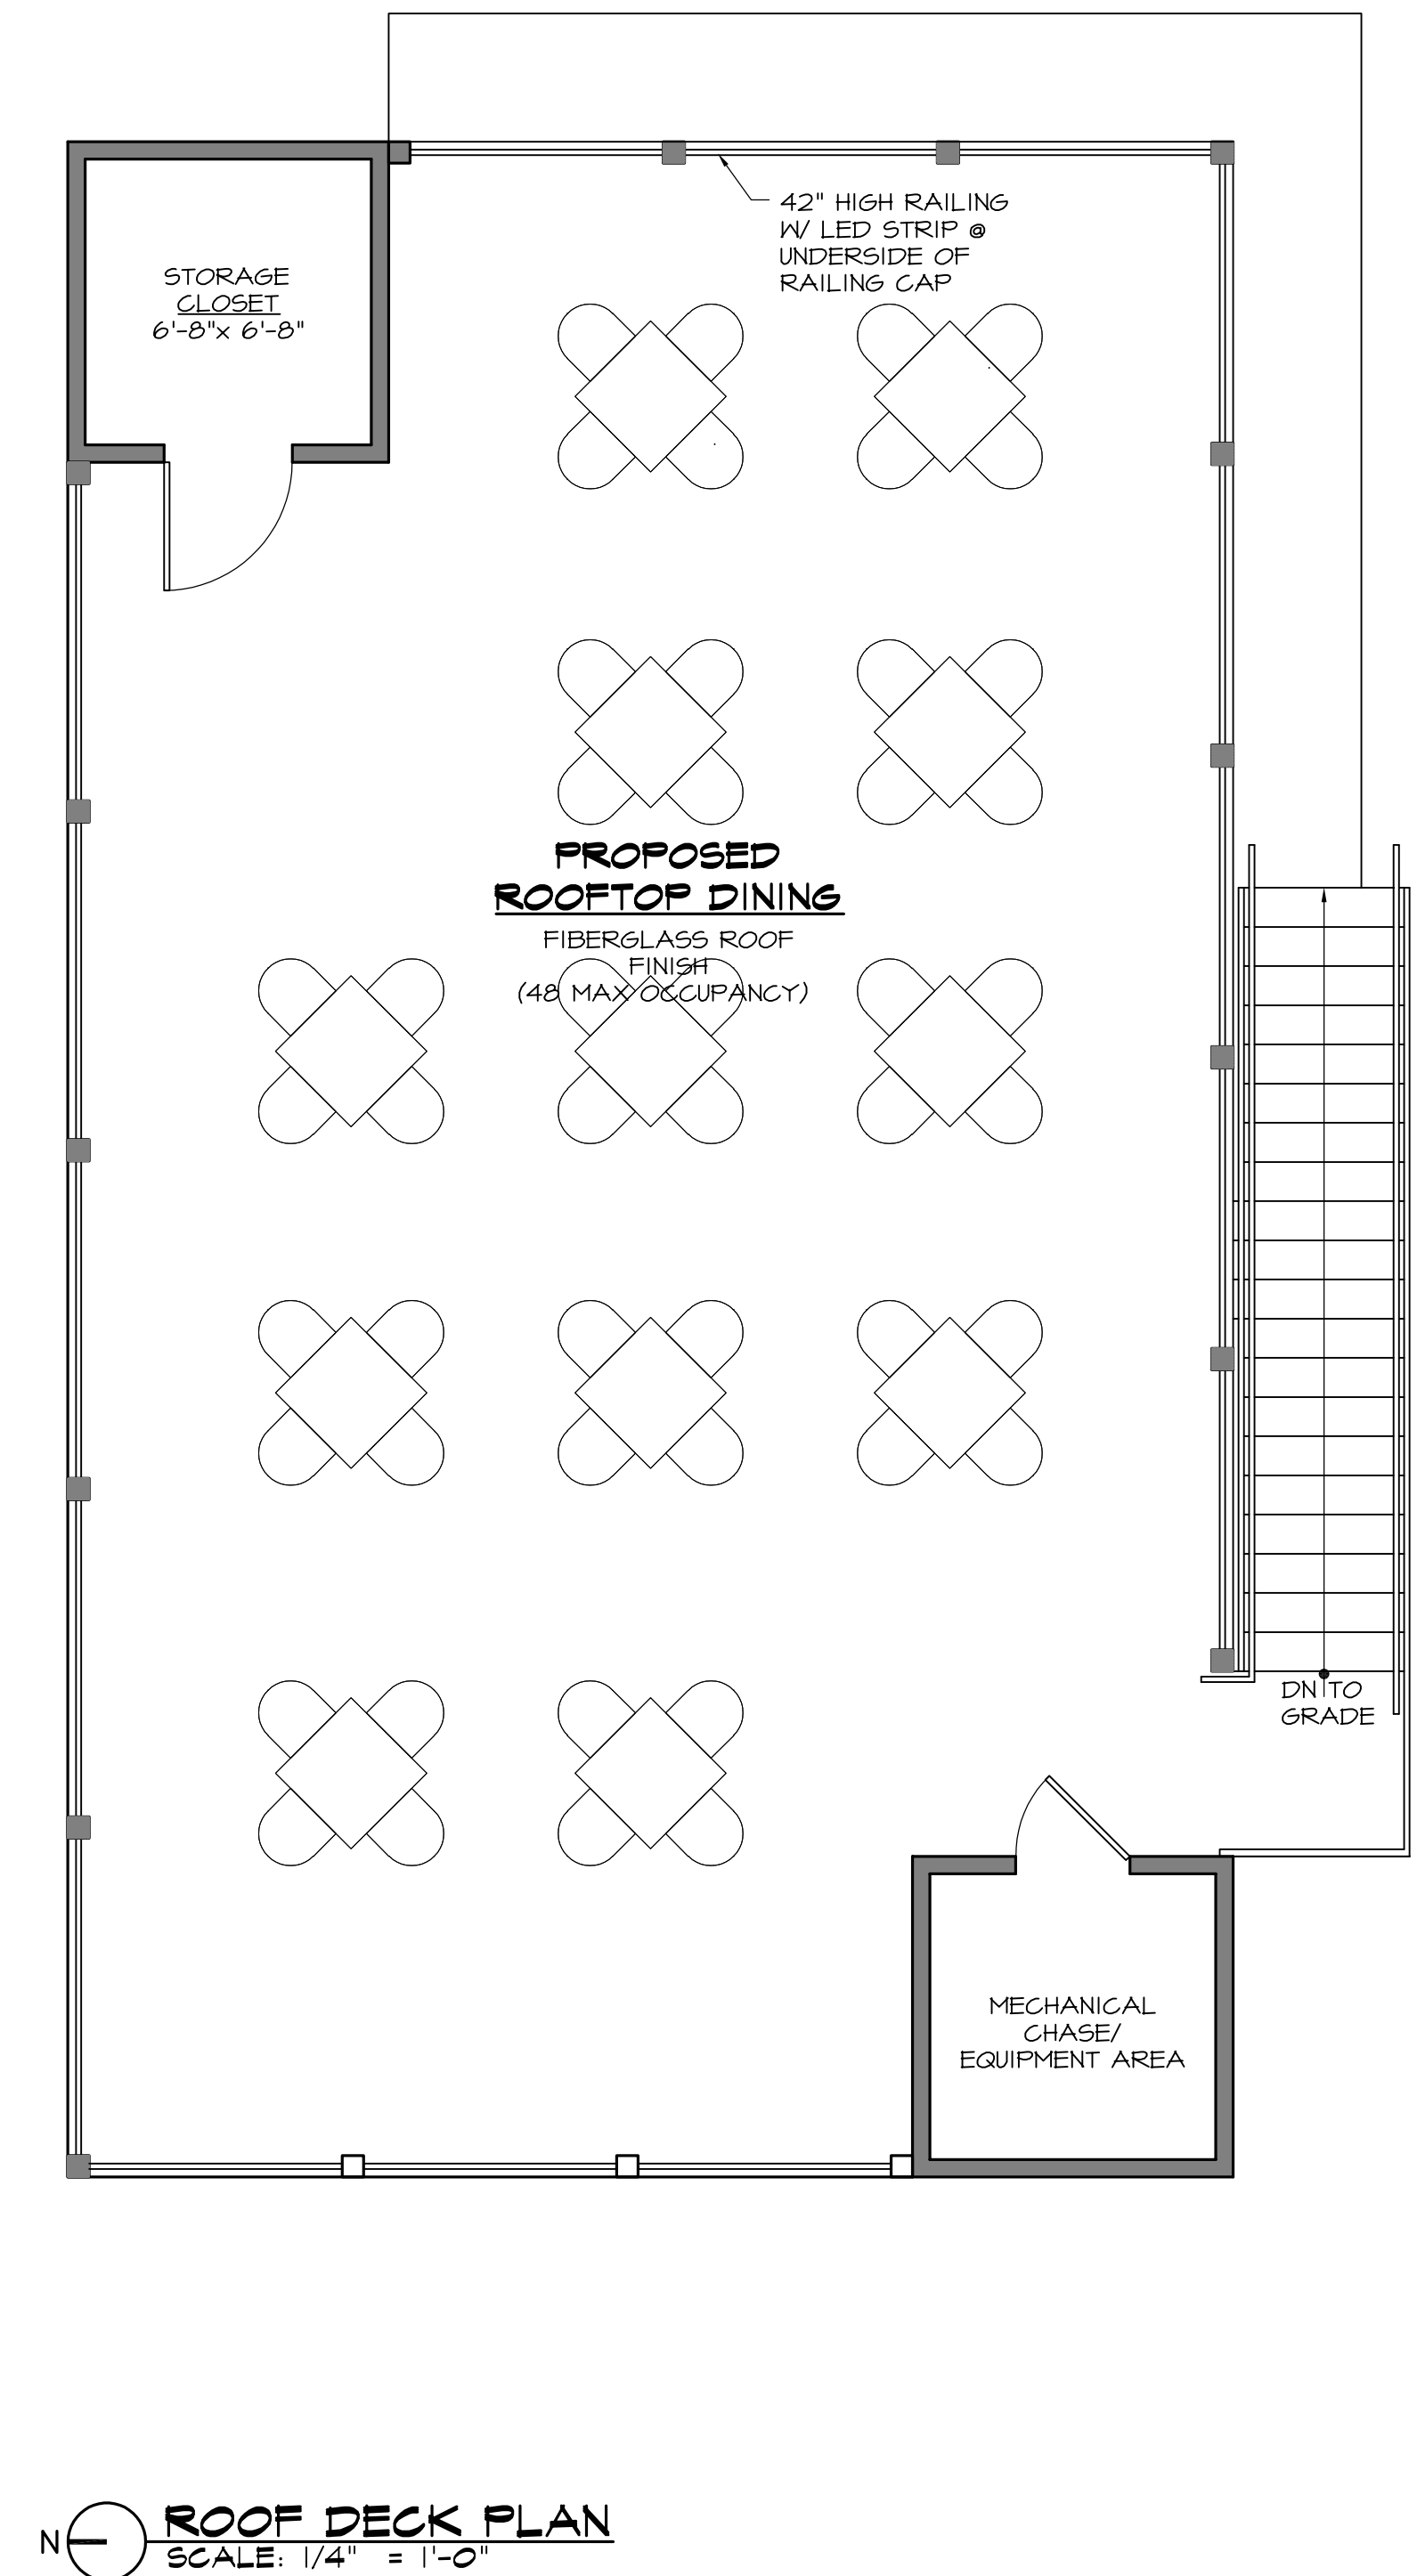 42" HIGH RAILING
W/ LED STRIP @
UNDERSIDE OF
RAILING CAP
STORAGE
CLOSET
6'-8"x 6'-8"
PROPOSED
ROOFTOP DINING
FIBERGLASS ROOF
FINISH
(48 MAX OCCUPANCY)
DN TO
GRADE
MECHANICAL
CHASE/
EQUIPMENT AREA
N
ROOF DECK PLAN
SCALE: 1/4" = 1'-0"